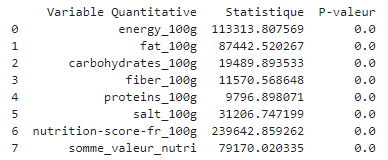 Variable Quantitative Statistique P-valeur
0 energy_100g 113313.807569 0.0
1 fat_100g 87442.520267 0.0
2 carbohydrates_100g 19489.893533 0.0
3 fiber_100g 11570.568648 0.0
4 proteins_100g 9796.898071 0.0
5 salt_100g 31206.747199 0.0
6 nutrition-score-fr_100g 239642.859262 0.0
7 somme_valeur_nutri 79170.020335 0.0